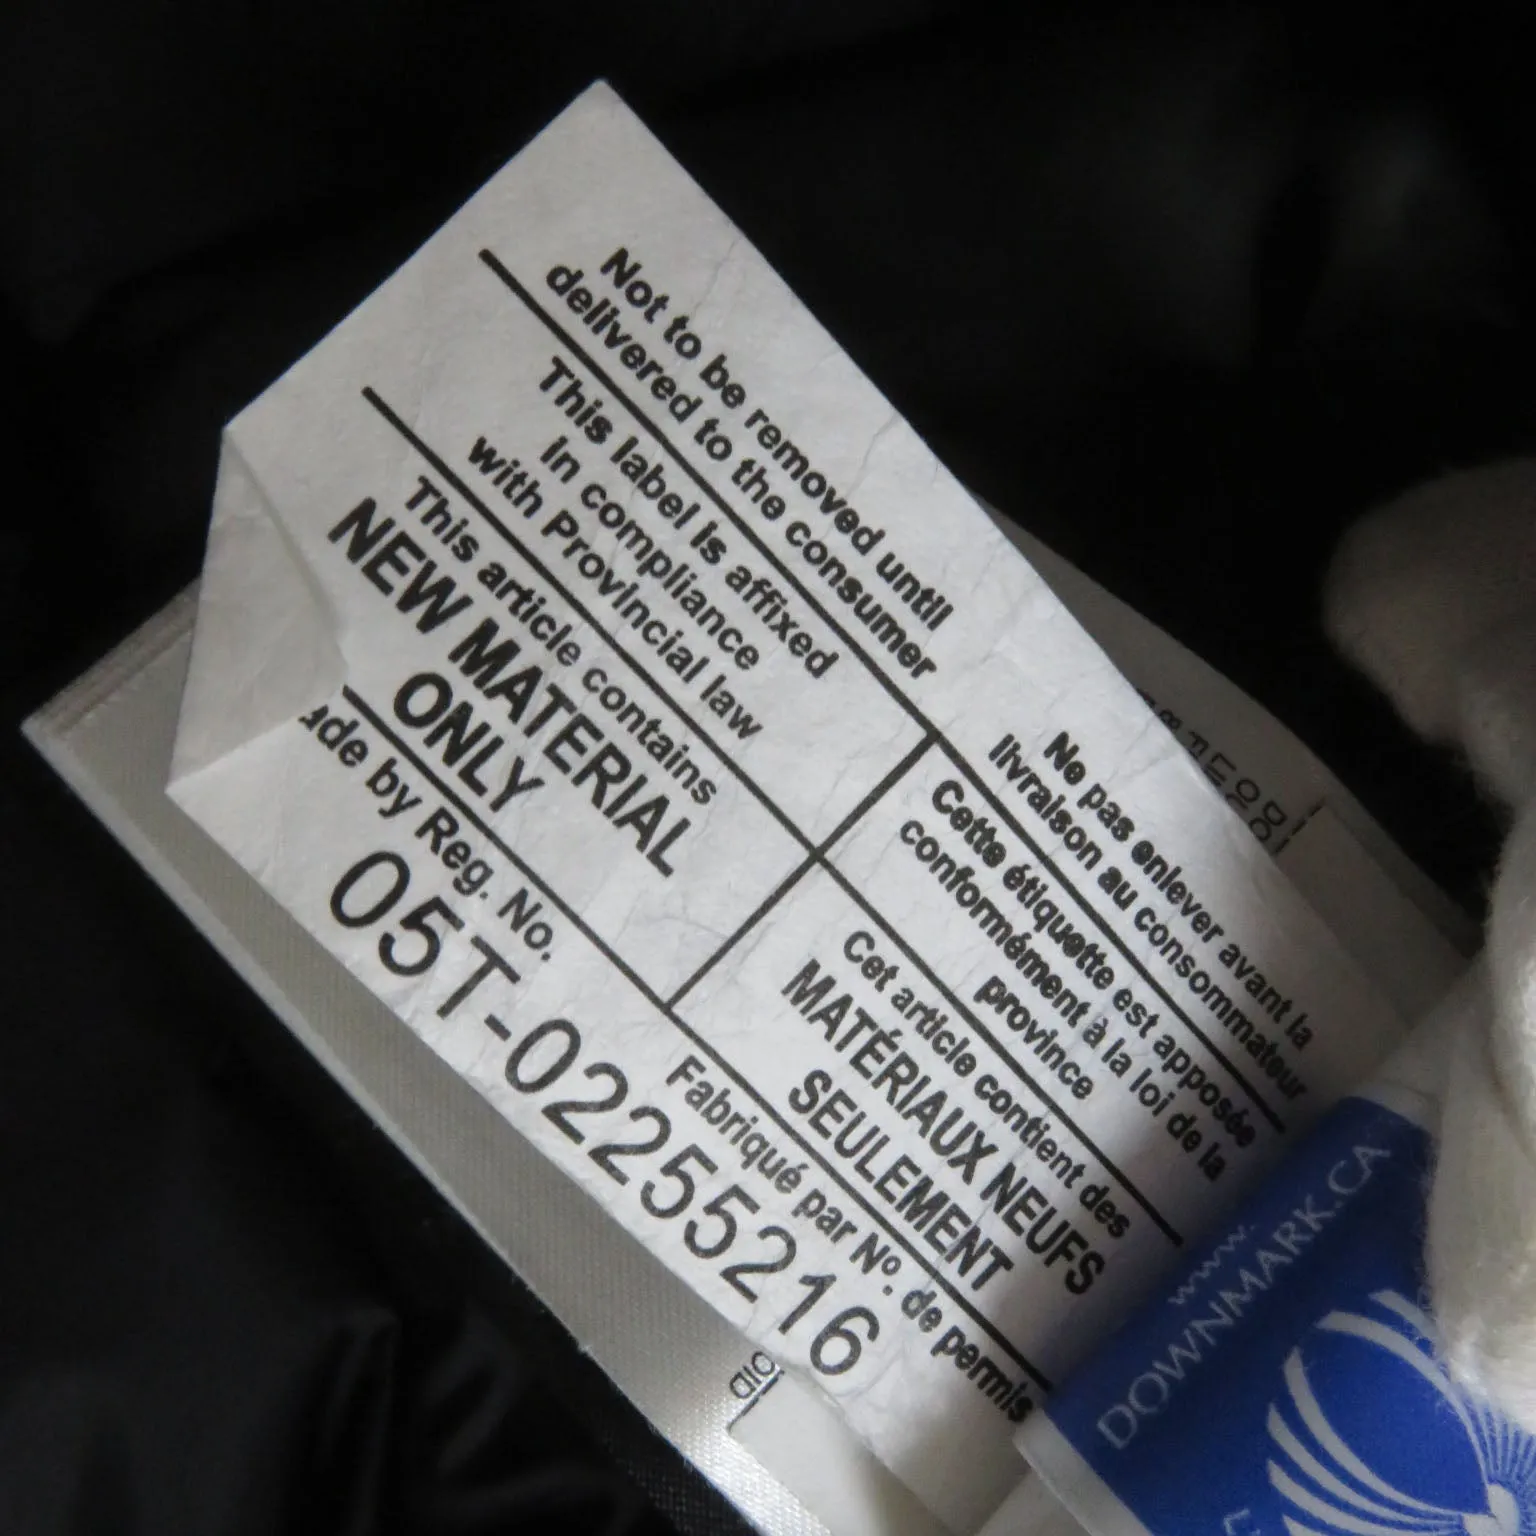 Not to be removed until
delivered to the consumer
This label is affixed
in compliance
with Provincial law
This article contains
NEW MATERIAL
ONLY
ade by Reg. No.
05T-02255216
Ne pas enlever avant la
livraison au consommateur
Cette étiquette est apposée
conformément à la loi de la
province
Cet article contient des
MATÉRIAUX NEUFS
SEULEMENT
Fabriqué par Nº. de permis
www.
DOWNMARK.CA